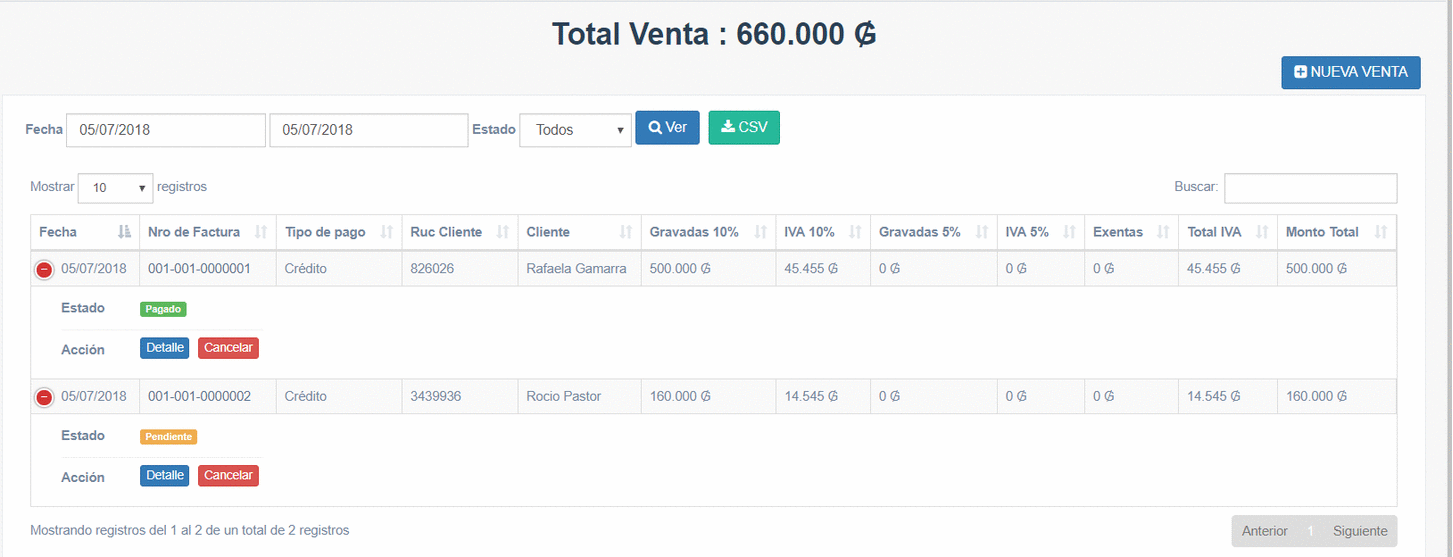 Total Venta : 660.000 ₲
NUEVA VENTA
Fecha 05/07/2018 05/07/2018 Estado Todos Ver CSV
Mostrar 10 registros Buscar:
Fecha Nro de Factura Tipo de pago Ruc Cliente Cliente Gravadas 10% IVA 10% Gravadas 5% IVA 5% Exentas Total IVA Monto Total
05/07/2018 001-001-0000001 Crédito 826026 Rafaela Gamarra 500.000 ₲ 45.455 ₲ 0 ₲ 0 ₲ 0 ₲ 45.455 ₲ 500.000 ₲
Estado Pagado
Acción Detalle Cancelar
05/07/2018 001-001-0000002 Crédito 3439936 Rocio Pastor 160.000 ₲ 14.545 ₲ 0 ₲ 0 ₲ 0 ₲ 14.545 ₲ 160.000 ₲
Estado Pendiente
Acción Detalle Cancelar
Mostrando registros del 1 al 2 de un total de 2 registros Anterior 1 Siguiente